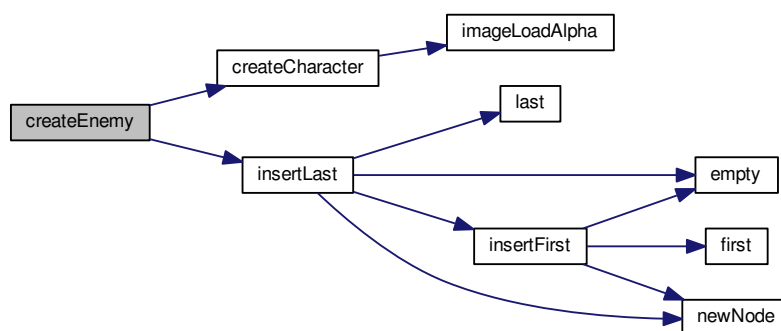 imageLoadAlpha
createCharacter
last
createEnemy
insertLast
empty
insertFirst
first
newNode